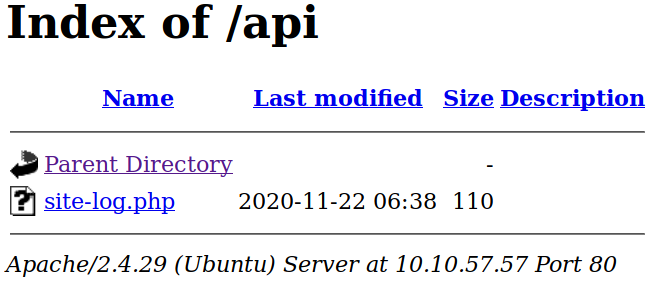 Index of /api
Name Last modified Size Description
Parent Directory -
site-log.php 2020-11-22 06:38 110
Apache/2.4.29 (Ubuntu) Server at 10.10.57.57 Port 80